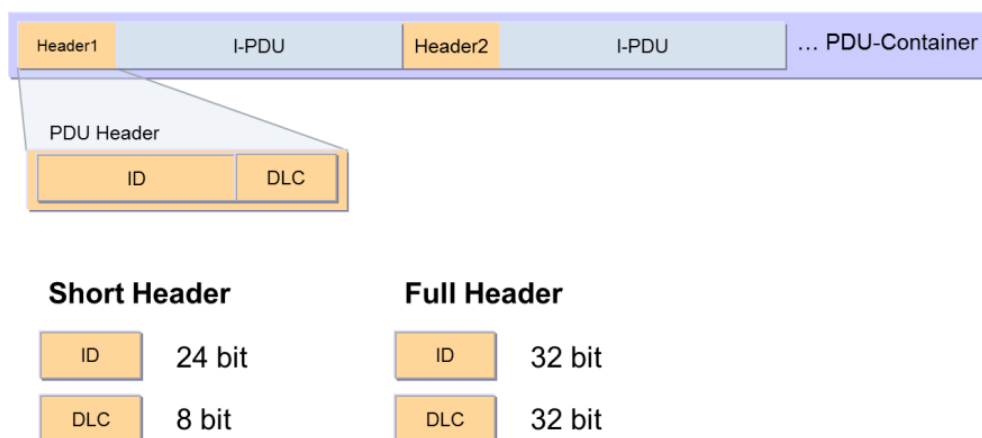 Header1 I-PDU Header2 I-PDU … PDU-Container
PDU Header
ID DLC
Short Header Full Header
ID 24 bit ID 32 bit
DLC 8 bit DLC 32 bit